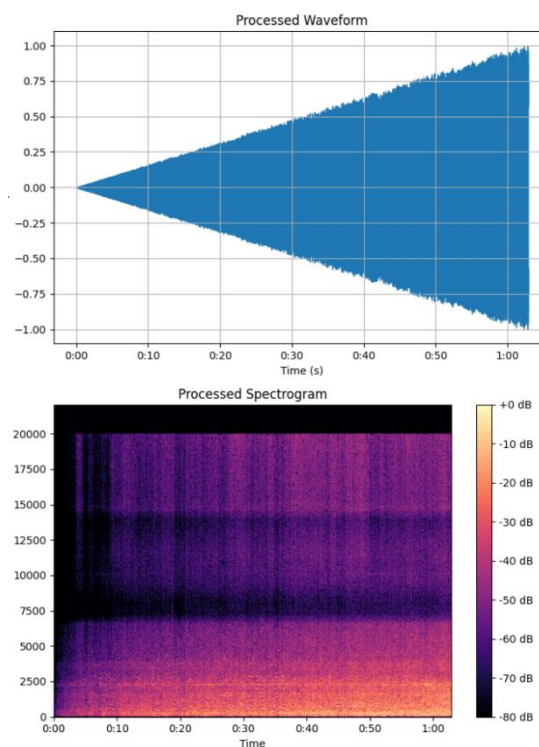 Processed Waveform
1.00
0.75
0.50
0.25
0.00
−0.25
−0.50
−0.75
−1.00
0:00 0:10 0:20 0:30 0:40 0:50 1:00
Time (s)
Processed Spectrogram
20000
17500
15000
12500
10000
7500
5000
2500
0
0:00 0:10 0:20 0:30 0:40 0:50 1:00
Time
+0 dB
-10 dB
-20 dB
-30 dB
-40 dB
-50 dB
-60 dB
-70 dB
-80 dB